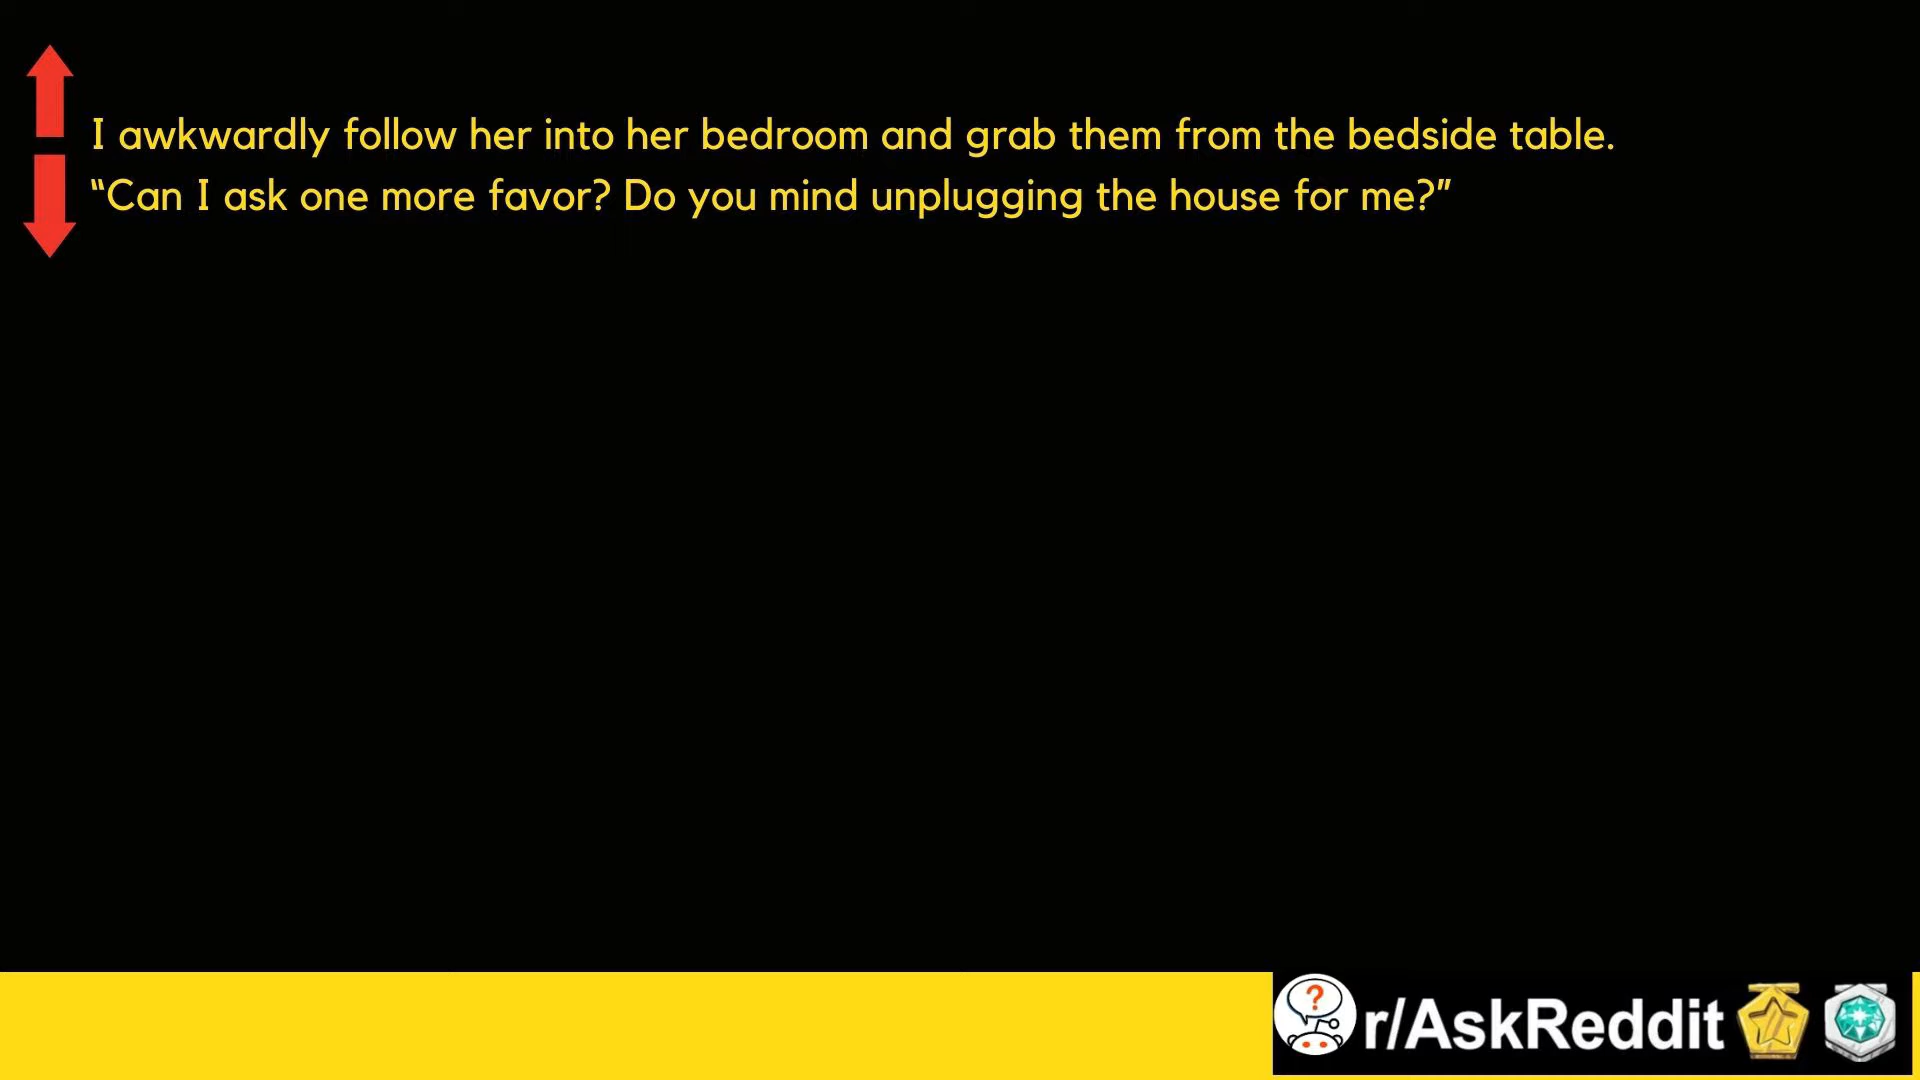 I awkwardly follow her into her bedroom and grab them from the bedside table.
“Can I ask one more favor? Do you mind unplugging the house for me?”
?
r/AskReddit